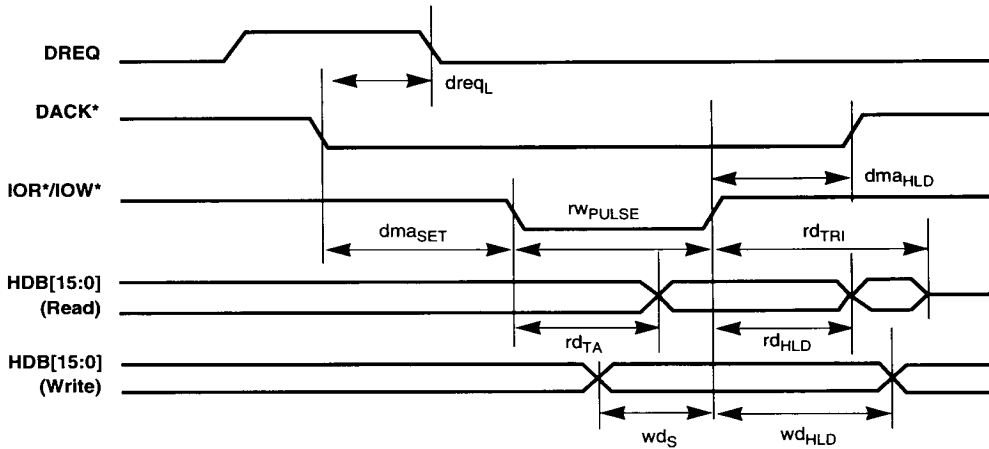 DREQ
dreqL
DACK*
dmaHLD
IOR*/IOW*
rwPULSE
dmaSET
rdTRI
HDB[15:0]
(Read)
rdTA
rdHLD
HDB[15:0]
(Write)
wdS
wdHLD